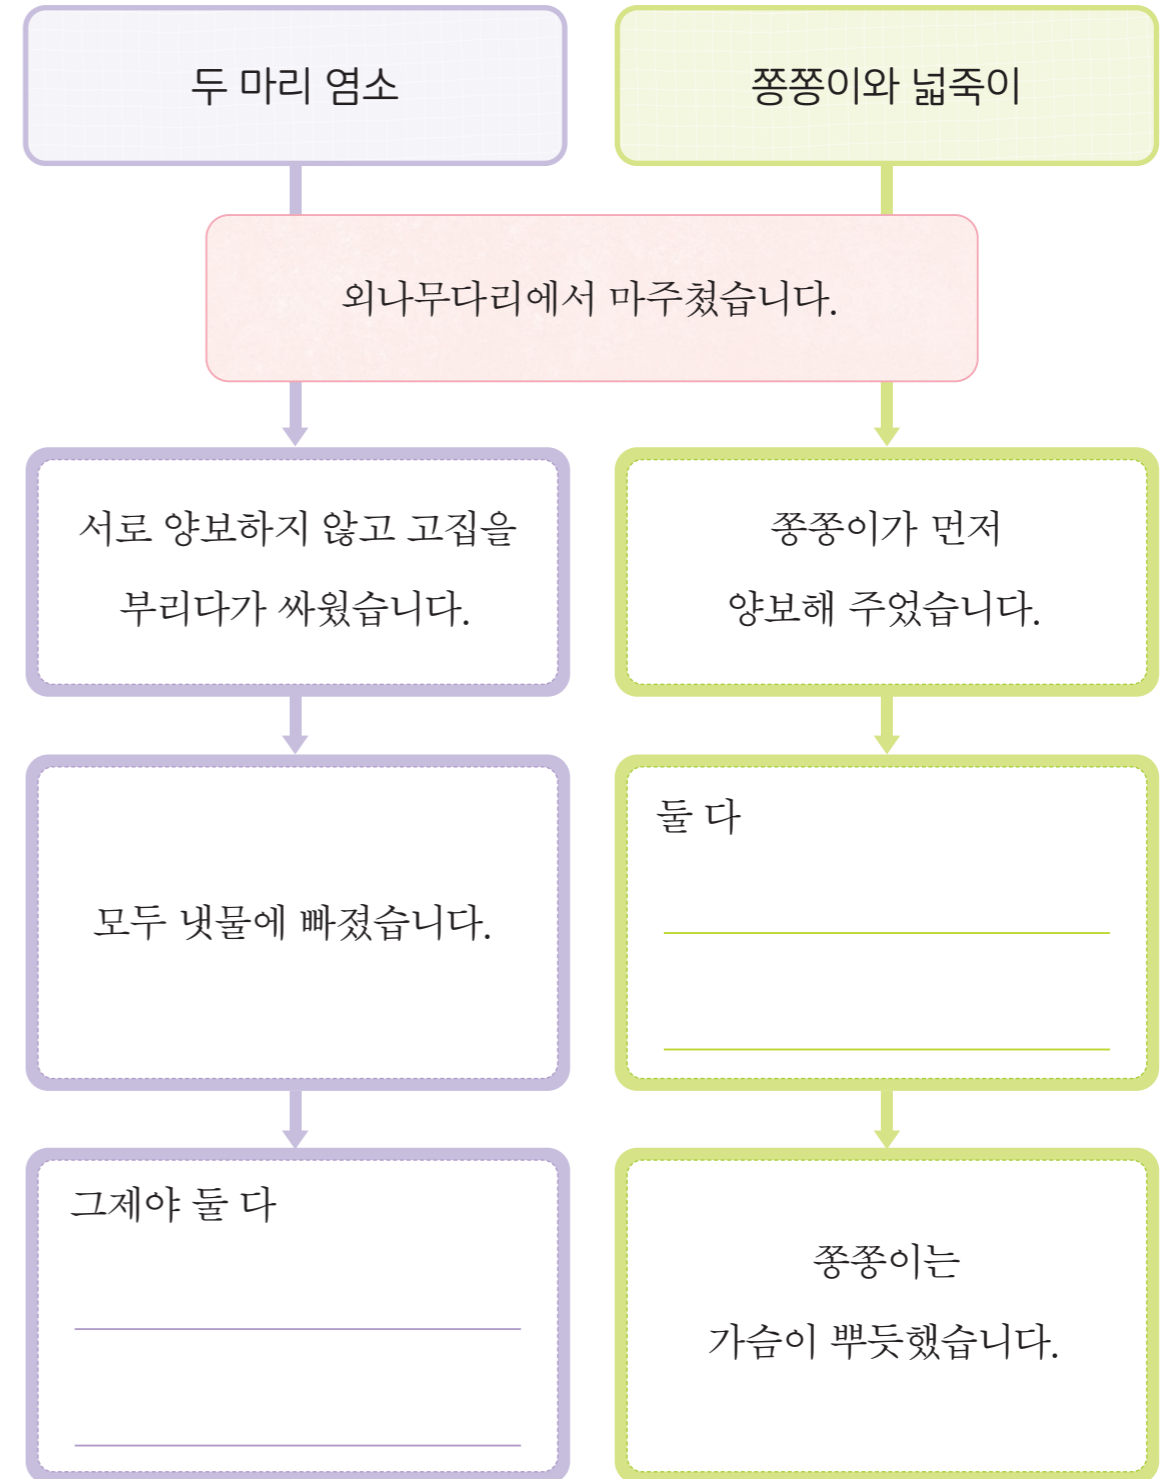 두 마리 염소
쫑쫑이와 넓죽이
외나무다리에서 마주쳤습니다.
서로 양보하지 않고 고집을
부리다가 싸웠습니다.
쫑쫑이가 먼저
양보해 주었습니다.
모두 냇물에 빠졌습니다.
둘 다
그제야 둘 다
쫑쫑이는
가슴이 뿌듯했습니다.